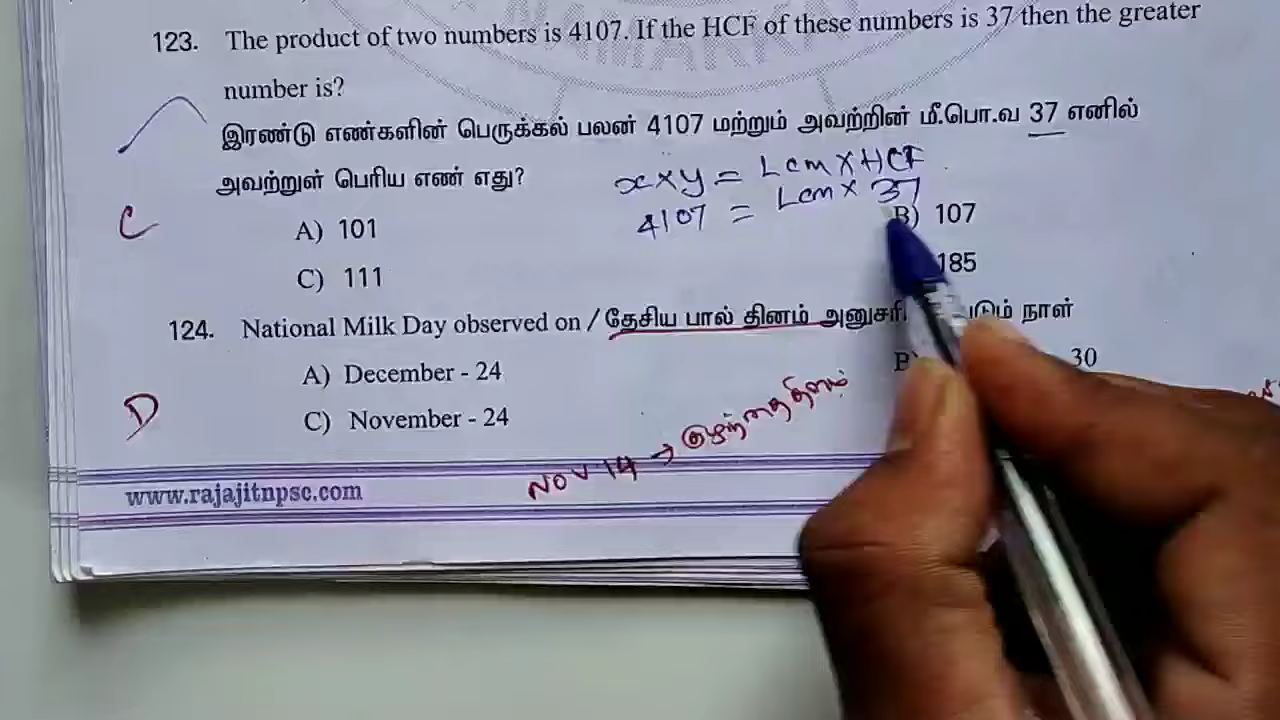 123. The product of two numbers is 4107. If the HCF of these numbers is 37 then the greater
number is?
இரண்டு எண்களின் பெருக்கல் பலன் 4107 மற்றும் அவற்றின் மீ.பொ.வ 37 எனில்
அவற்றுள் பெரிய எண் எது?
x × y = Lcm × HCF
4107 = Lcm × 37
C
A) 101
B) 107
C) 111
185
124. National Milk Day observed on / தேசிய பால் தினம்
நாள்
A) December - 24
30
D
C) November - 24
NOV 14 → குழந்தைதினம்
www.rajajitnpsc.com